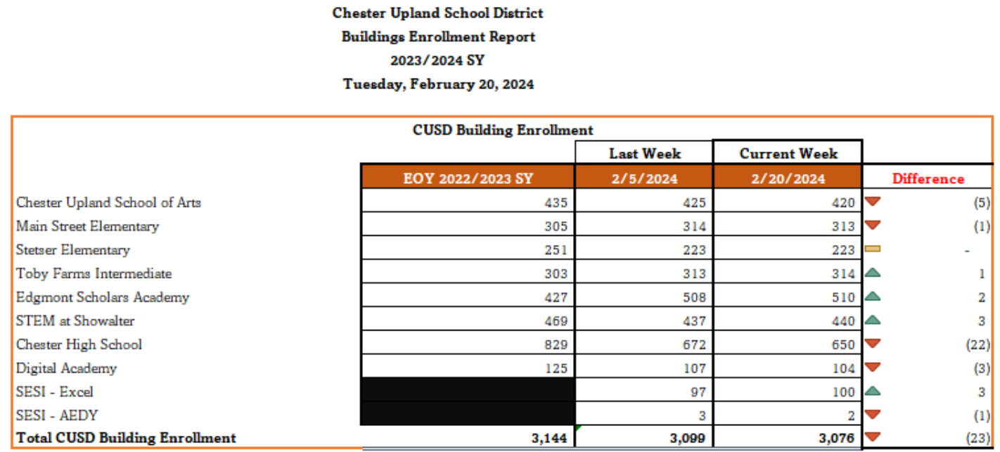 Chester Upland School District
Buildings Enrollment Report
2023/2024 SY
Tuesday, February 20, 2024
CUSD Building Enrollment
Last Week Current Week
EOY 2022/2023 SY 2/5/2024 2/20/2024 Difference
Chester Upland School of Arts 435 425 420 (5)
Main Street Elementary 305 314 313 (1)
Stetser Elementary 251 223 223 -
Toby Farms Intermediate 303 313 314 1
Edgmont Scholars Academy 427 508 510 2
STEM at Showalter 469 437 440 3
Chester High School 829 672 650 (22)
Digital Academy 125 107 104 (3)
SESI - Excel 97 100 3
SESI - AEDY 3 2 (1)
Total CUSD Building Enrollment 3,144 3,099 3,076 (23)